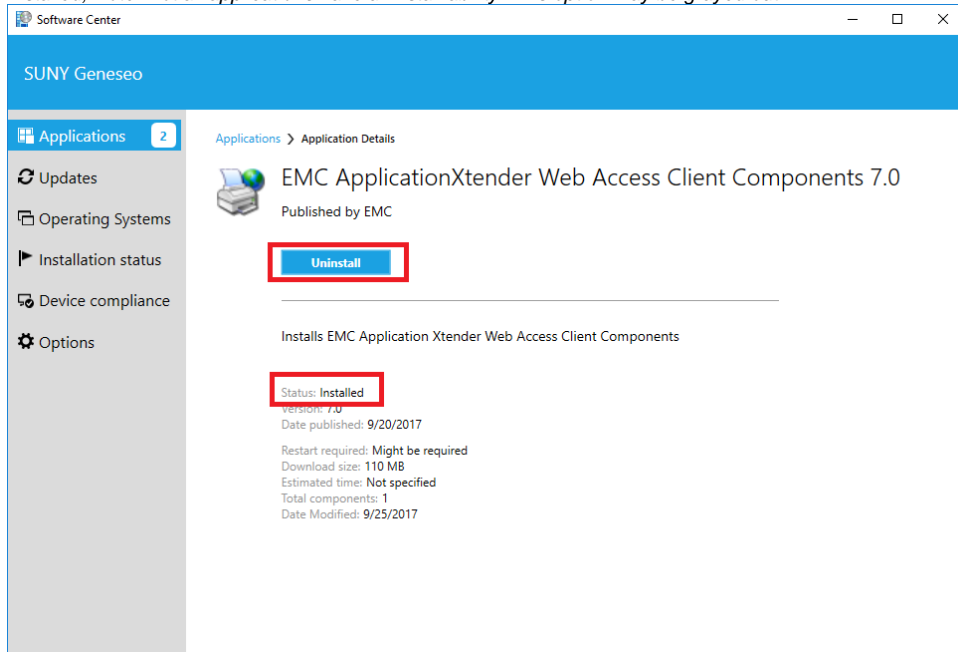 Software Center
SUNY Geneseo
Applications 2
Updates
Operating Systems
Installation status
Device compliance
Options
Applications > Application Details
EMC ApplicationXtender Web Access Client Components 7.0
Published by EMC
Uninstall
Installs EMC Application Xtender Web Access Client Components
Status: Installed
Version: 7.0
Date published: 9/20/2017
Restart required: Might be required
Download size: 110 MB
Estimated time: Not specified
Total components: 1
Date Modified: 9/25/2017